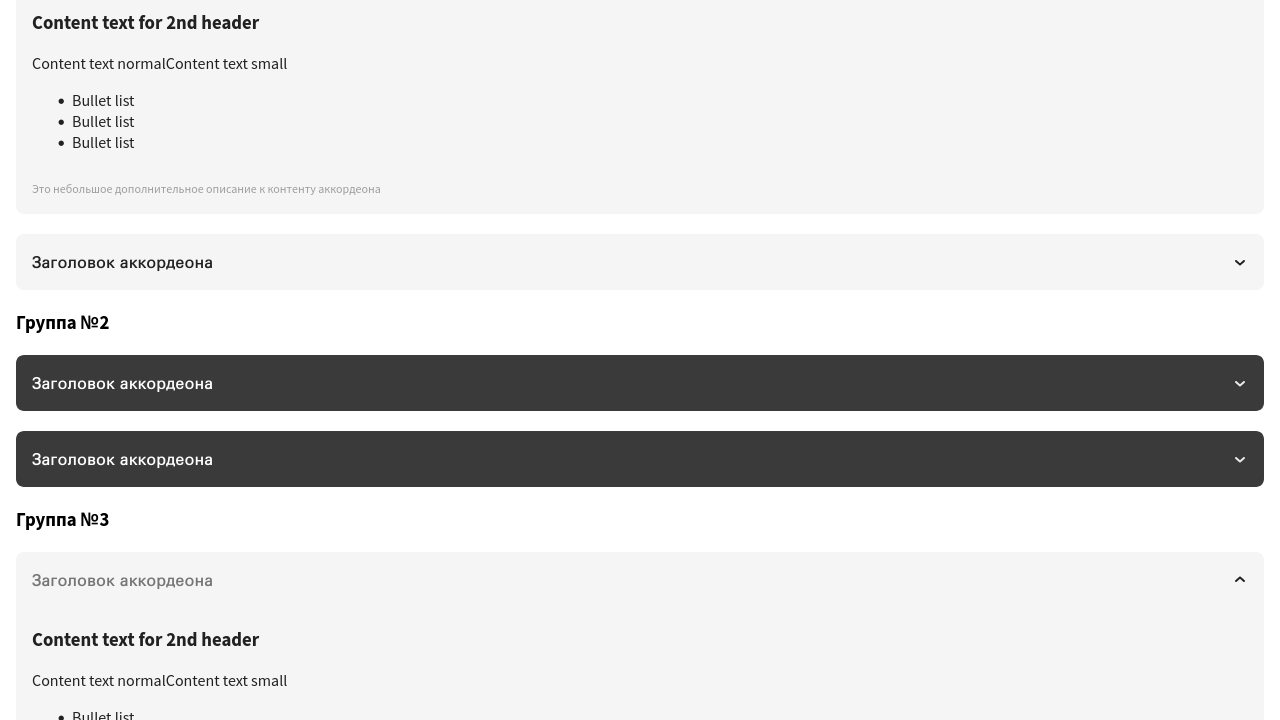 Content text for 2nd header
Content text normalContent text small
Bullet list
Bullet list
Bullet list
Это небольшое дополнительное описание к контенту аккордеона
Заголовок аккордеона
Группа №2
Заголовок аккордеона
Заголовок аккордеона
Группа №3
Заголовок аккордеона
Content text for 2nd header
Content text normalContent text small
Bullet list